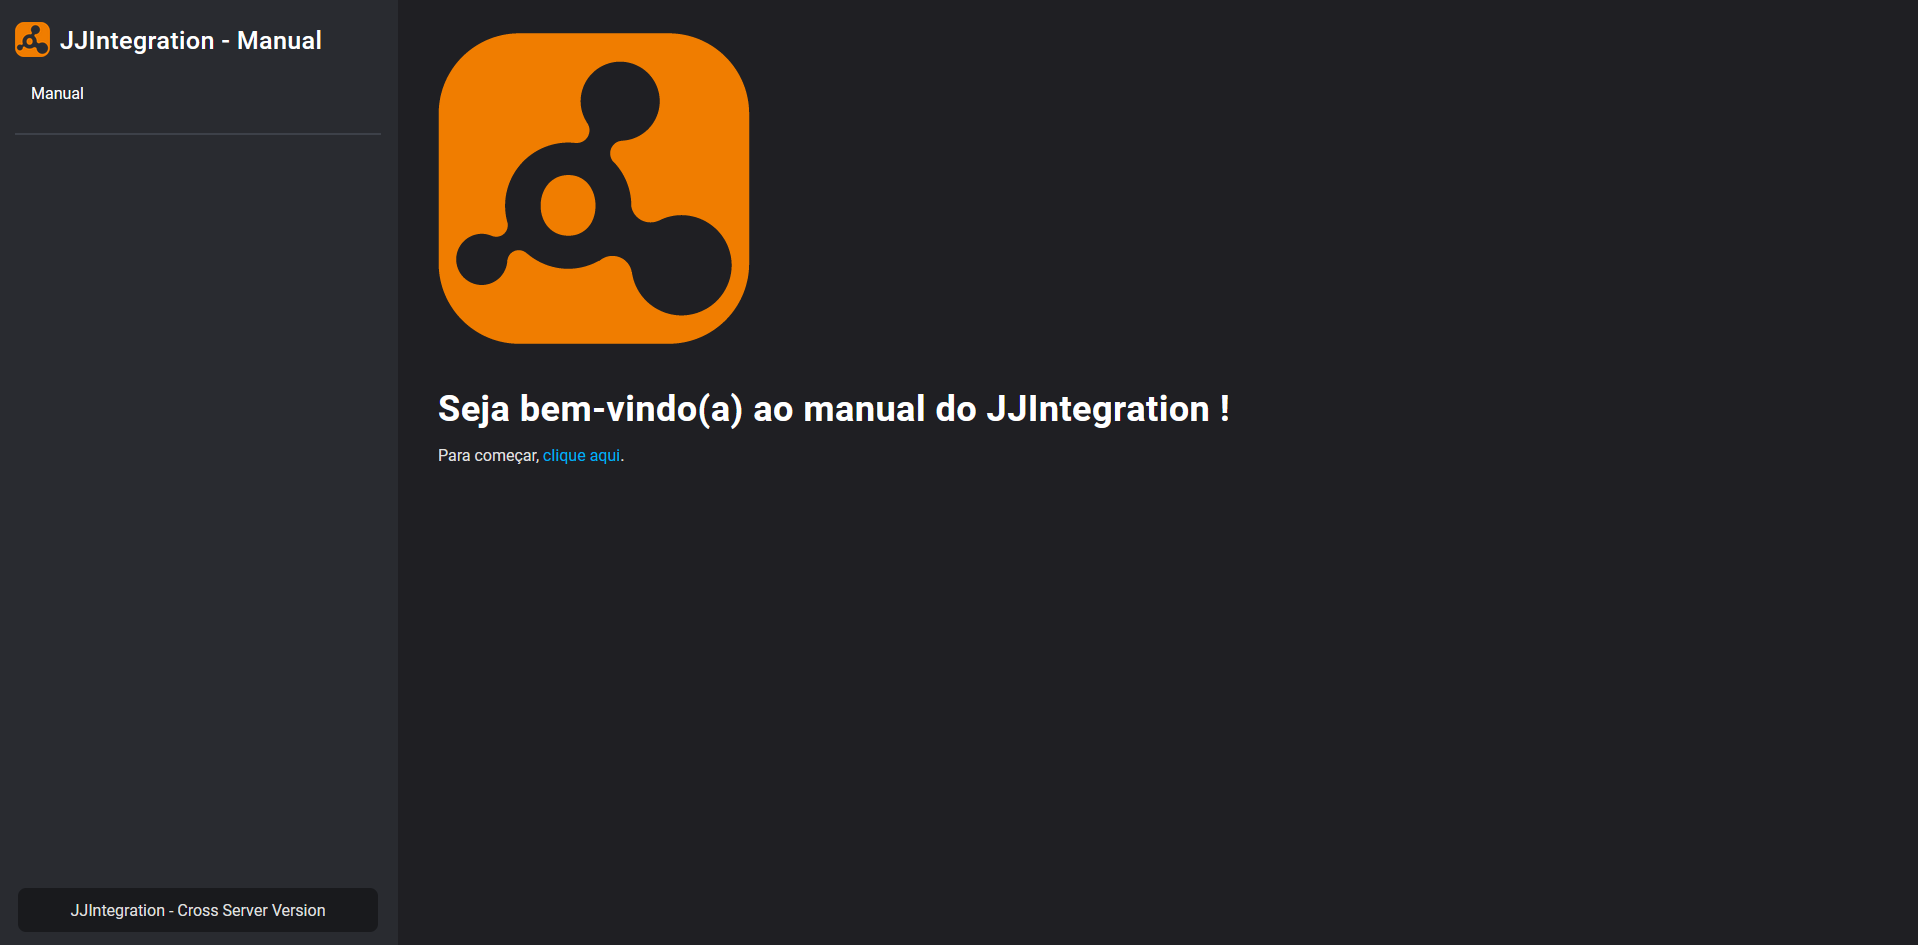 JJIntegration - Manual
Manual
Seja bem-vindo(a) ao manual do JJIntegration !
Para começar, clique aqui.
JJIntegration - Cross Server Version